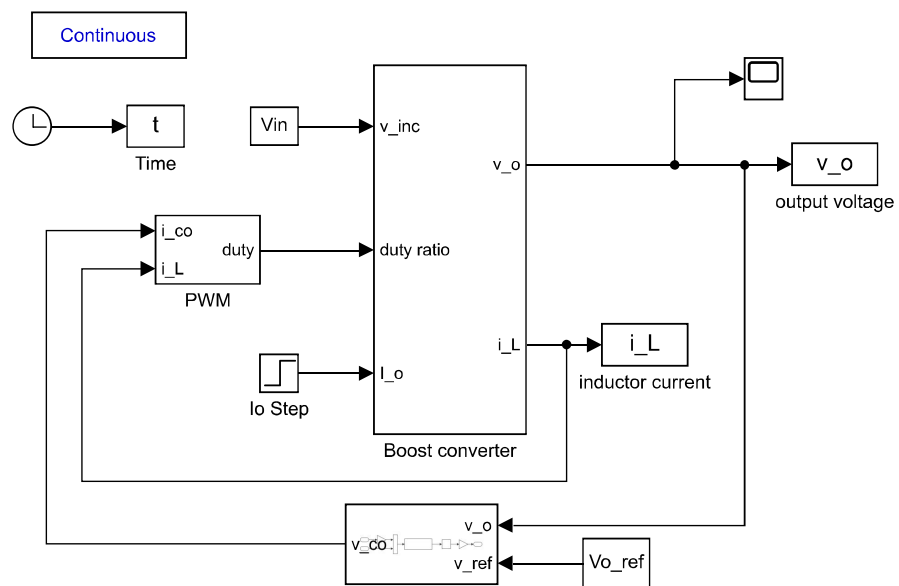 Continuous
t
Time
Vin
v_inc
v_o
v_o
output voltage
i_co
duty
i_L
PWM
duty ratio
i_L
i_L
inductor current
I_o
Io Step
Boost converter
v_o
v_co
v_ref
Vo_ref